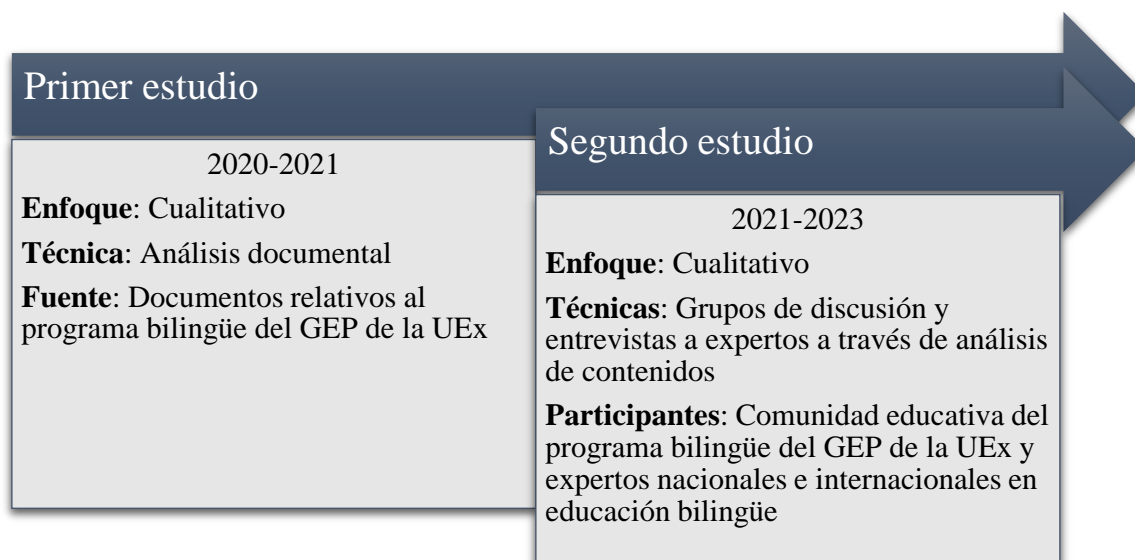 Primer estudio
2020-2021
Enfoque: Cualitativo
Técnica: Análisis documental
Fuente: Documentos relativos al
programa bilingüe del GEP de la UEx
Segundo estudio
2021-2023
Enfoque: Cualitativo
Técnicas: Grupos de discusión y
entrevistas a expertos a través de análisis
de contenidos
Participantes: Comunidad educativa del
programa bilingüe del GEP de la UEx y
expertos nacionales e internacionales en
educación bilingüe